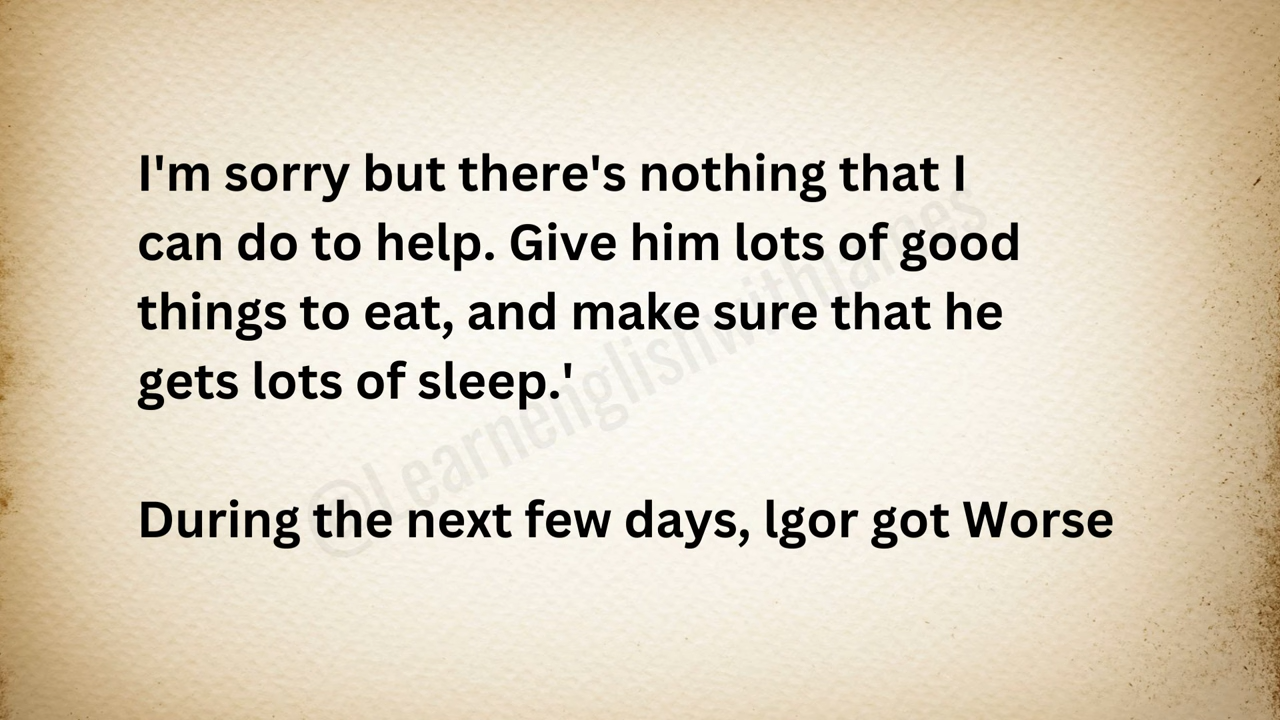 I'm sorry but there's nothing that I
can do to help. Give him lots of good
things to eat, and make sure that he
gets lots of sleep.'
During the next few days, lgor got Worse
@Learnenglishwithjames